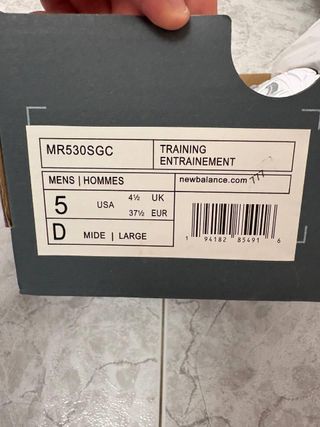 MR530SGC
TRAINING
ENTRAINEMENT
MENS | HOMMES
newbalance.com 777
5 USA 4½ UK
37½ EUR
D MIDE | LARGE
1 94182 85491 6